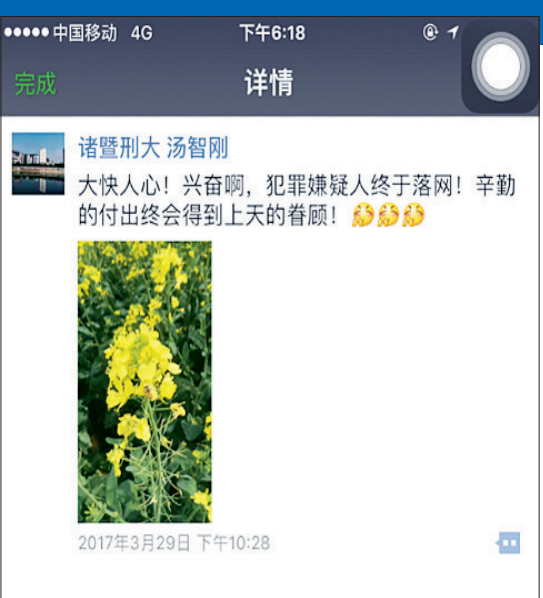 中国移动 4G 下午6:18
完成 详情
诸暨刑大 汤智刚
大快人心！兴奋啊，犯罪嫌疑人终于落网！辛勤
的付出终会得到上天的眷顾！
2017年3月29日 下午10:28